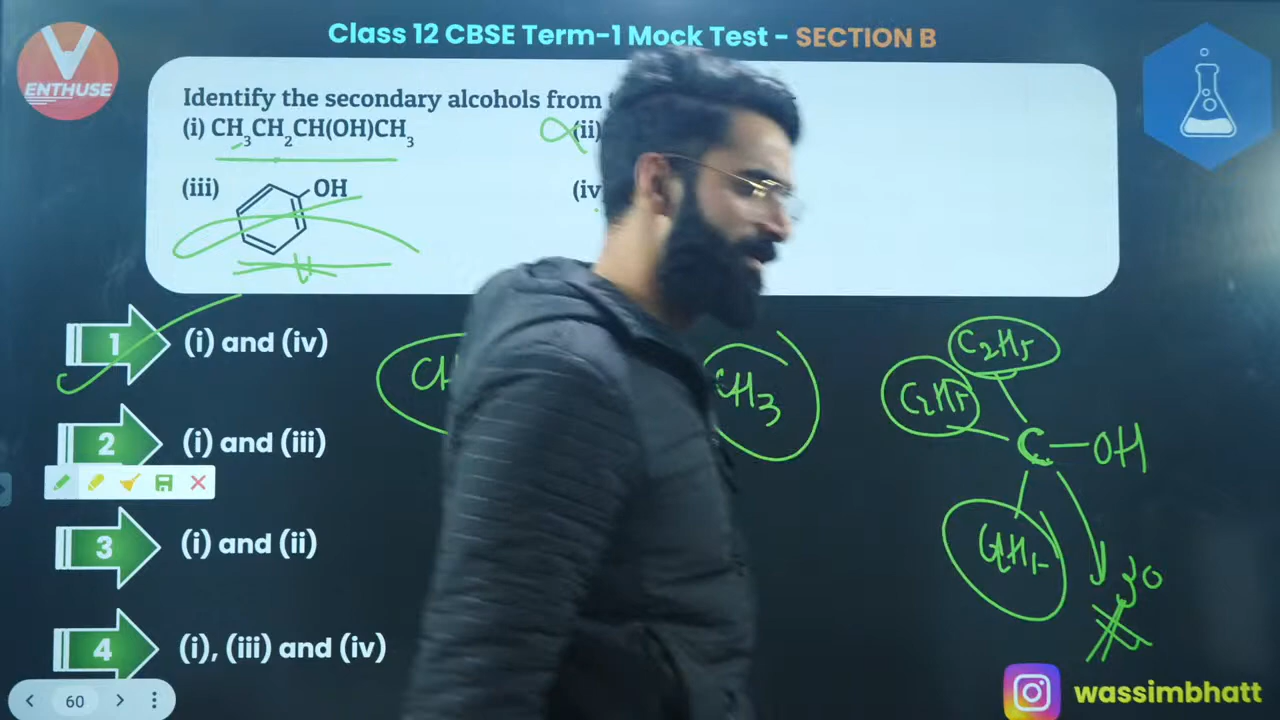 Class 12 CBSE Term-1 Mock Test - SECTION B
V
ENTHUSE
Identify the secondary alcohols from
(i) CH₃CH₂CH(OH)CH₃
(ii)
(iii)
OH
(iv
1 (i) and (iv)
2 (i) and (iii)
3 (i) and (ii)
4 (i), (iii) and (iv)
CH
CH3
C2H5
C2H5
C-OH
3o
60
wassimbhatt